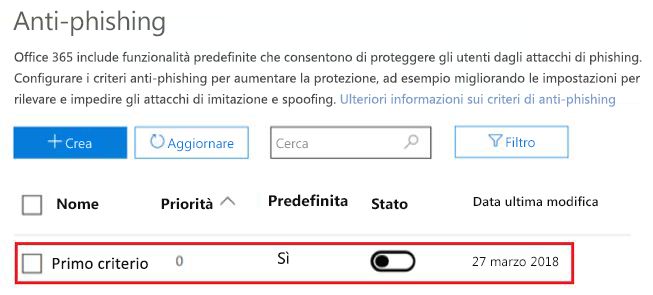 Anti-phishing
Office 365 include funzionalità predefinite che consentono di proteggere gli utenti dagli attacchi di phishing.
Configurare i criteri anti-phishing per aumentare la protezione, ad esempio migliorando le impostazioni per
rilevare e impedire gli attacchi di imitazione e spoofing. Ulteriori informazioni sui criteri di anti-phishing
Crea Aggiornare Cerca Filtro
Nome Priorità Predefinita Stato Data ultima modifica
Primo criterio 0 Sì 27 marzo 2018